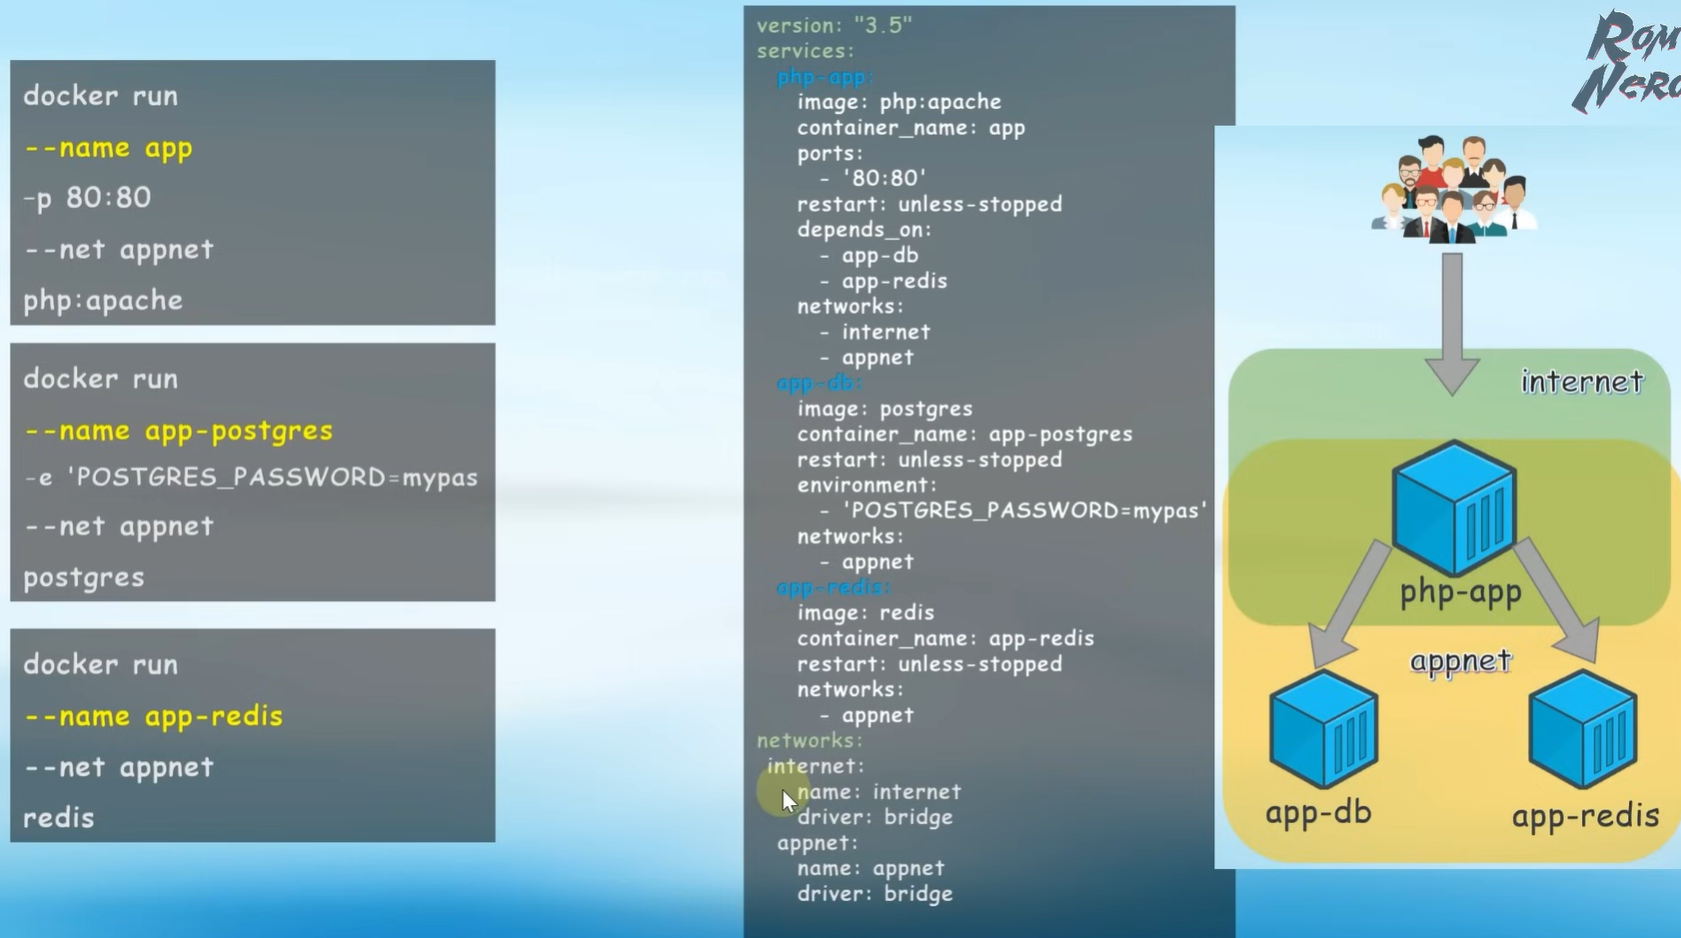 docker run
--name app
-p 80:80
--net appnet
php:apache
docker run
--name app-postgres
-e 'POSTGRES_PASSWORD=mypas
--net appnet
postgres
docker run
--name app-redis
--net appnet
redis
version: "3.5"
services:
php-app:
image: php:apache
container_name: app
ports:
- '80:80'
restart: unless-stopped
depends_on:
- app-db
- app-redis
networks:
- internet
- appnet
app-db:
image: postgres
container_name: app-postgres
restart: unless-stopped
environment:
- 'POSTGRES_PASSWORD=mypas'
networks:
- appnet
app-redis:
image: redis
container_name: app-redis
restart: unless-stopped
networks:
- appnet
networks:
internet:
name: internet
driver: bridge
appnet:
name: appnet
driver: bridge
internet
php-app
appnet
app-db
app-redis